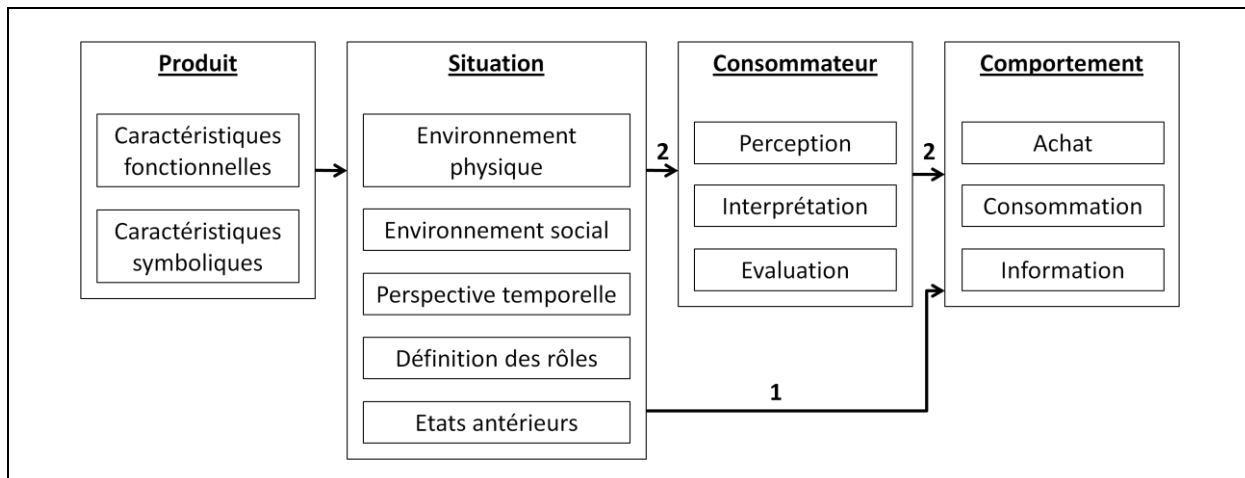 Produit
Caractéristiques
fonctionnelles
Caractéristiques
symboliques
Situation
Environnement
physique
Environnement social
Perspective temporelle
Définition des rôles
Etats antérieurs
2
Consommateur
Perception
Interprétation
Evaluation
2
1
Comportement
Achat
Consommation
Information